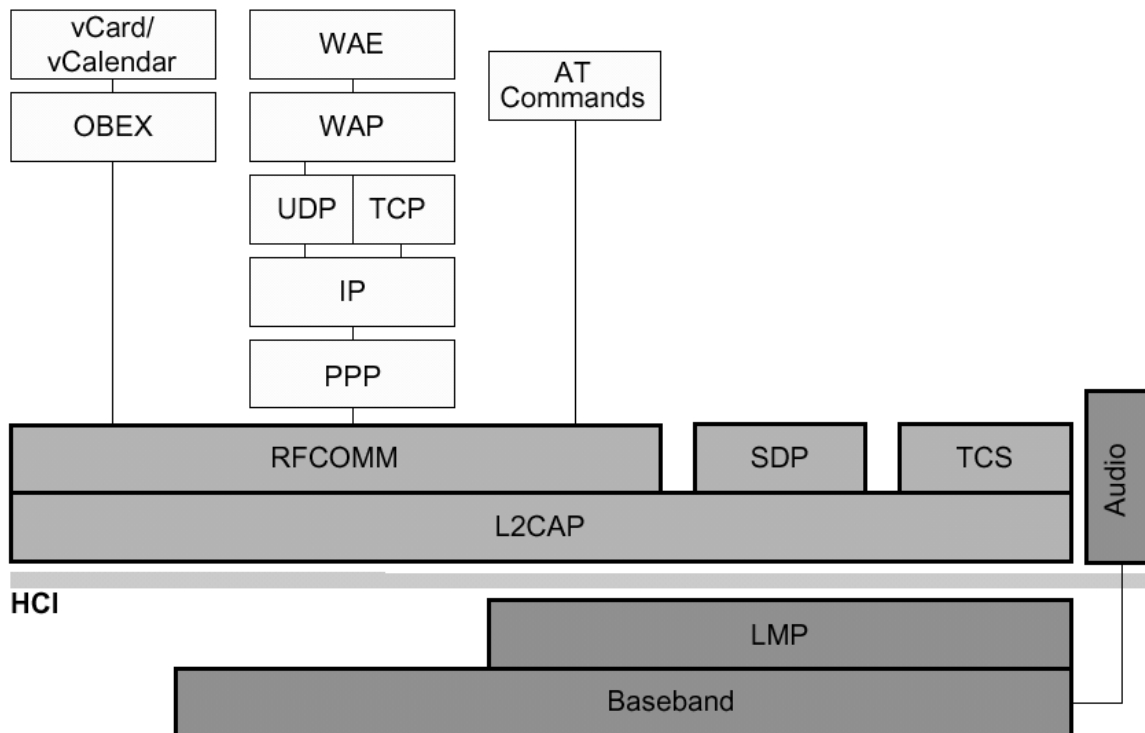 vCard/
vCalendar
WAE
AT
Commands
OBEX
WAP
UDP
TCP
IP
PPP
RFCOMM
SDP
TCS
Audio
L2CAP
HCI
LMP
Baseband